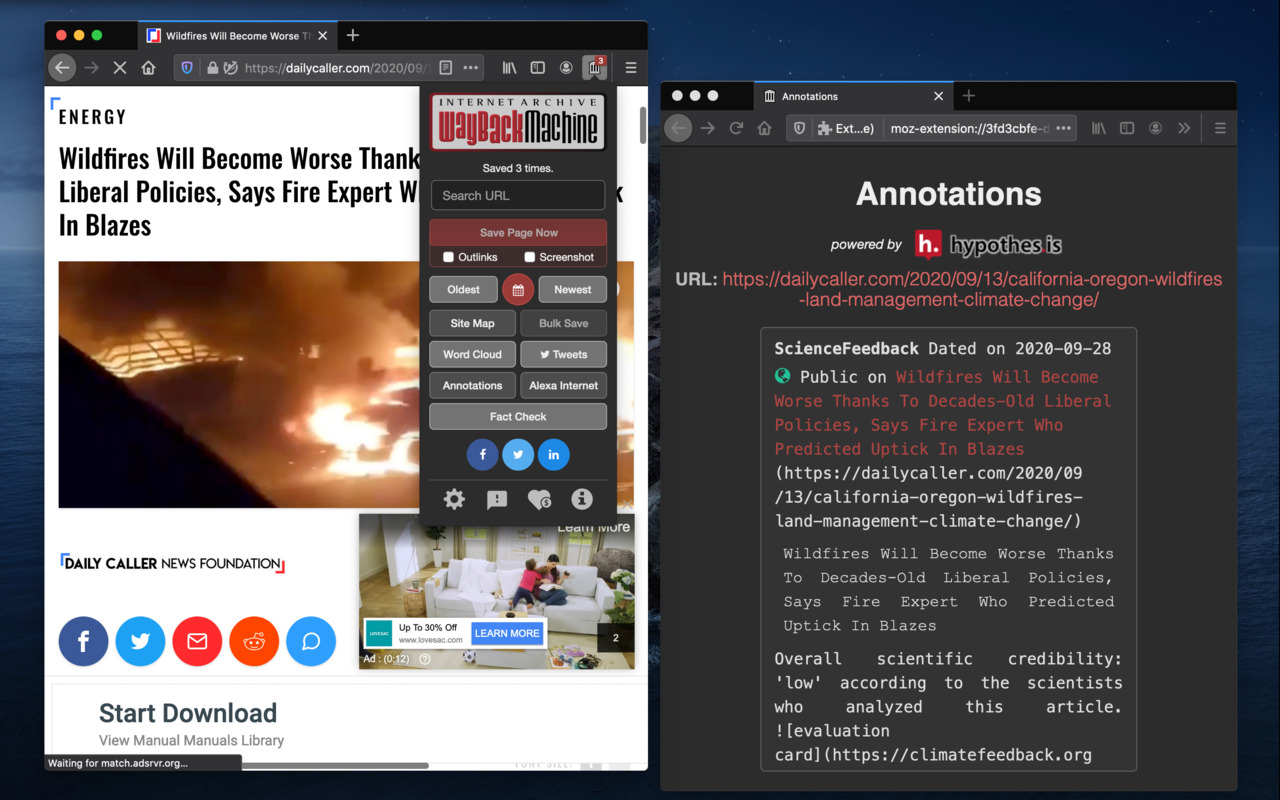 Wildfires Will Become Worse Th
https://dailycaller.com/2020/09/1
3
ENERGY
Wildfires Will Become Worse Thank
Liberal Policies, Says Fire Expert W
k
In Blazes
INTERNET ARCHIVE
WayBackMachine
Saved 3 times.
Search URL
Save Page Now
Outlinks
Screenshot
Oldest
Newest
Site Map
Bulk Save
Word Cloud
Tweets
Annotations
Alexa Internet
Fact Check
DAILY CALLER NEWS FOUNDATION
Learn More
LOVESAC
Up To 30% Off
www.lovesac.com
LEARN MORE
2
Ad : (0:12)
Start Download
View Manual Manuals Library
Waiting for match.adsrvr.org...
FONT SIZE:
Annotations
Ext...e)
moz-extension://3fd3cbfe-d
Annotations
powered by h. hypothes is
URL: https://dailycaller.com/2020/09/13/california-oregon-wildfires
-land-management-climate-change/
ScienceFeedback Dated on 2020-09-28
Public on Wildfires Will Become
Worse Thanks To Decades-Old Liberal
Policies, Says Fire Expert Who
Predicted Uptick In Blazes
(https://dailycaller.com/2020/09
/13/california-oregon-wildfires-
land-management-climate-change/)
Wildfires Will Become Worse Thanks
To Decades-Old Liberal Policies,
Says Fire Expert Who Predicted
Uptick In Blazes
Overall scientific credibility:
'low' according to the scientists
who analyzed this article.
![evaluation
card](https://climatefeedback.org